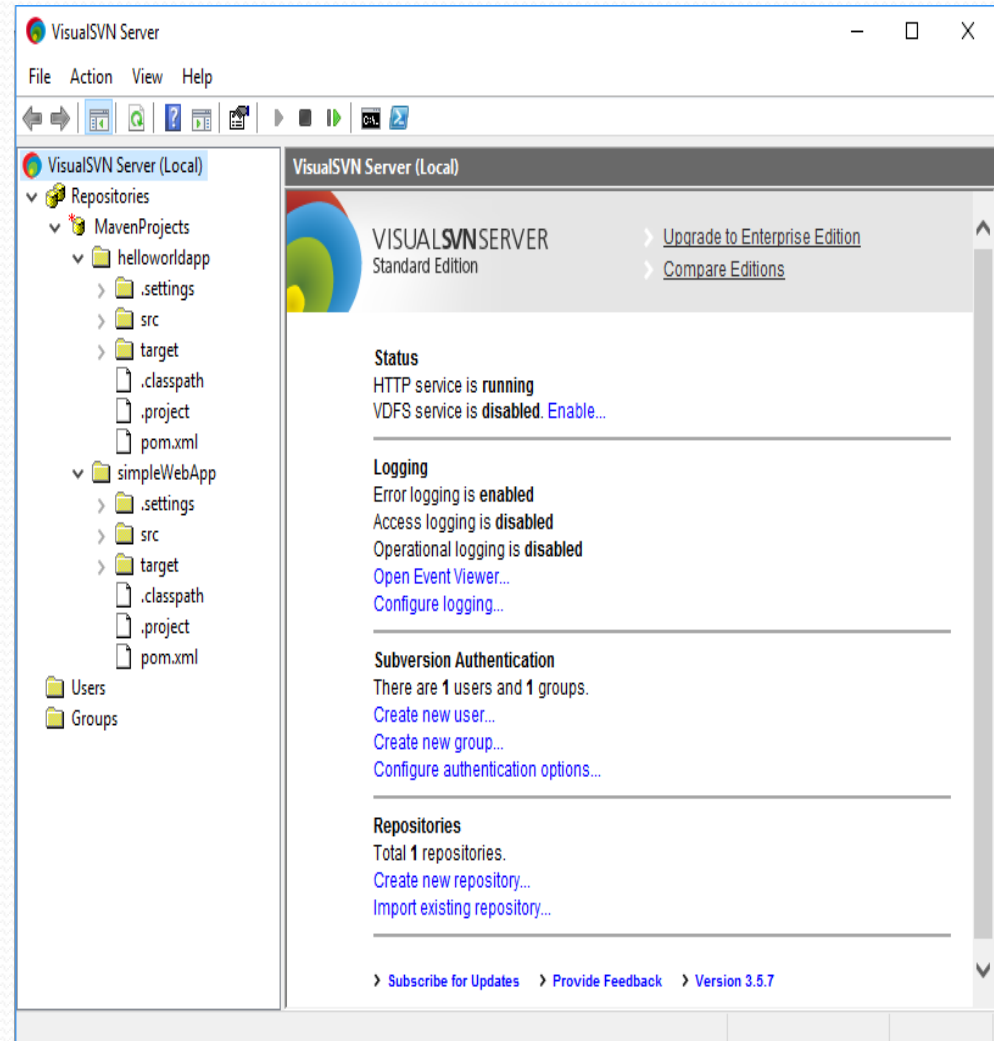 VisualSVN Server
File Action View Help
VisualSVN Server (Local)
Repositories
MavenProjects
helloworldapp
.settings
src
target
.classpath
.project
pom.xml
simpleWebApp
.settings
src
target
.classpath
.project
pom.xml
Users
Groups
VisualSVN Server (Local)
VISUALSVNSERVER
Standard Edition
Upgrade to Enterprise Edition
Compare Editions
Status
HTTP service is running
VDFS service is disabled. Enable...
Logging
Error logging is enabled
Access logging is disabled
Operational logging is disabled
Open Event Viewer...
Configure logging...
Subversion Authentication
There are 1 users and 1 groups.
Create new user...
Create new group...
Configure authentication options...
Repositories
Total 1 repositories.
Create new repository...
Import existing repository...
Subscribe for Updates Provide Feedback Version 3.5.7